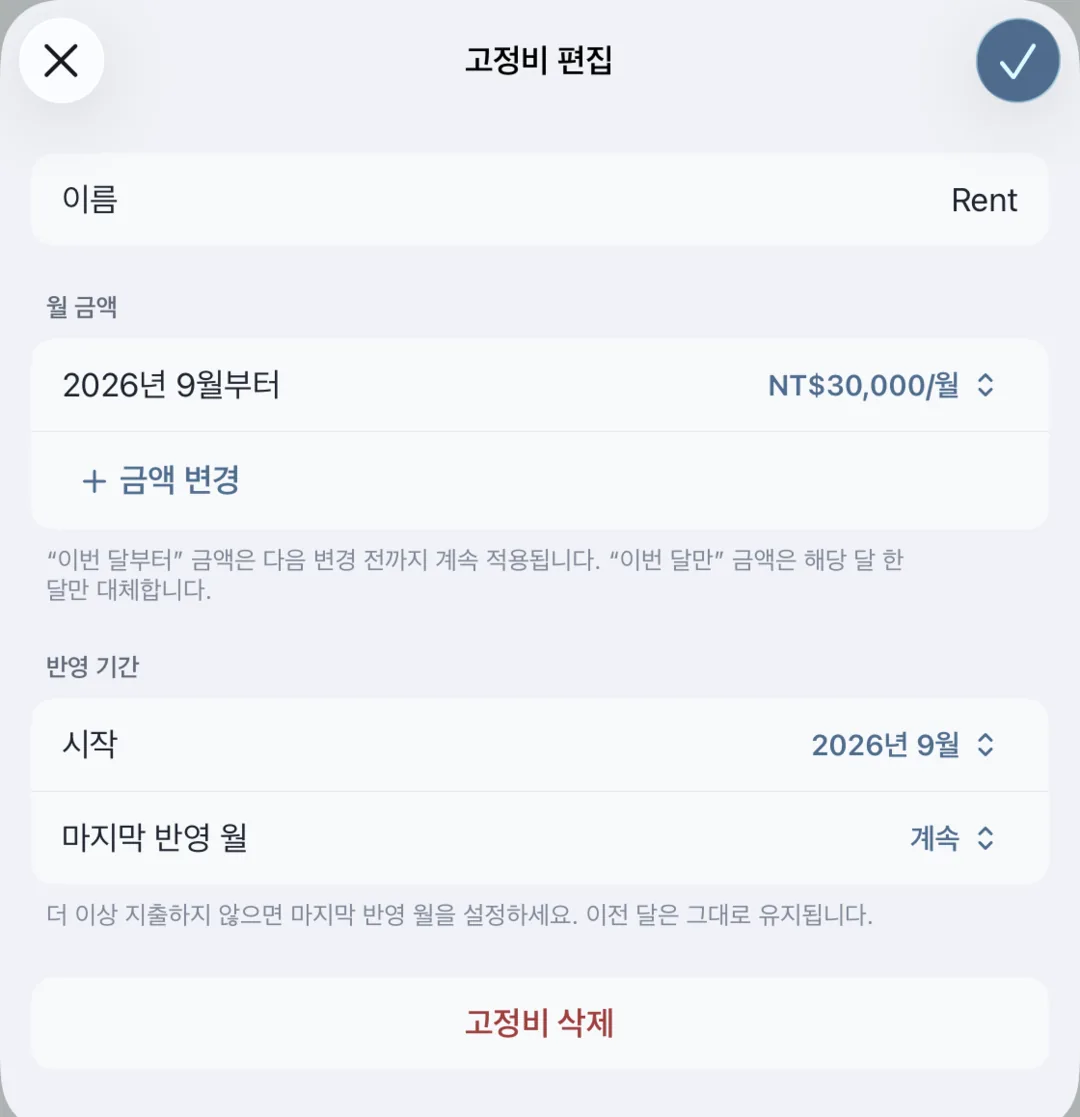 고정비 편집
이름
Rent
월 금액
2026년 9월부터
NT$30,000/월
+ 금액 변경
“이번 달부터” 금액은 다음 변경 전까지 계속 적용됩니다. “이번 달만” 금액은 해당 달 한
달만 대체합니다.
반영 기간
시작
2026년 9월
마지막 반영 월
계속
더 이상 지출하지 않으면 마지막 반영 월을 설정하세요. 이전 달은 그대로 유지됩니다.
고정비 삭제